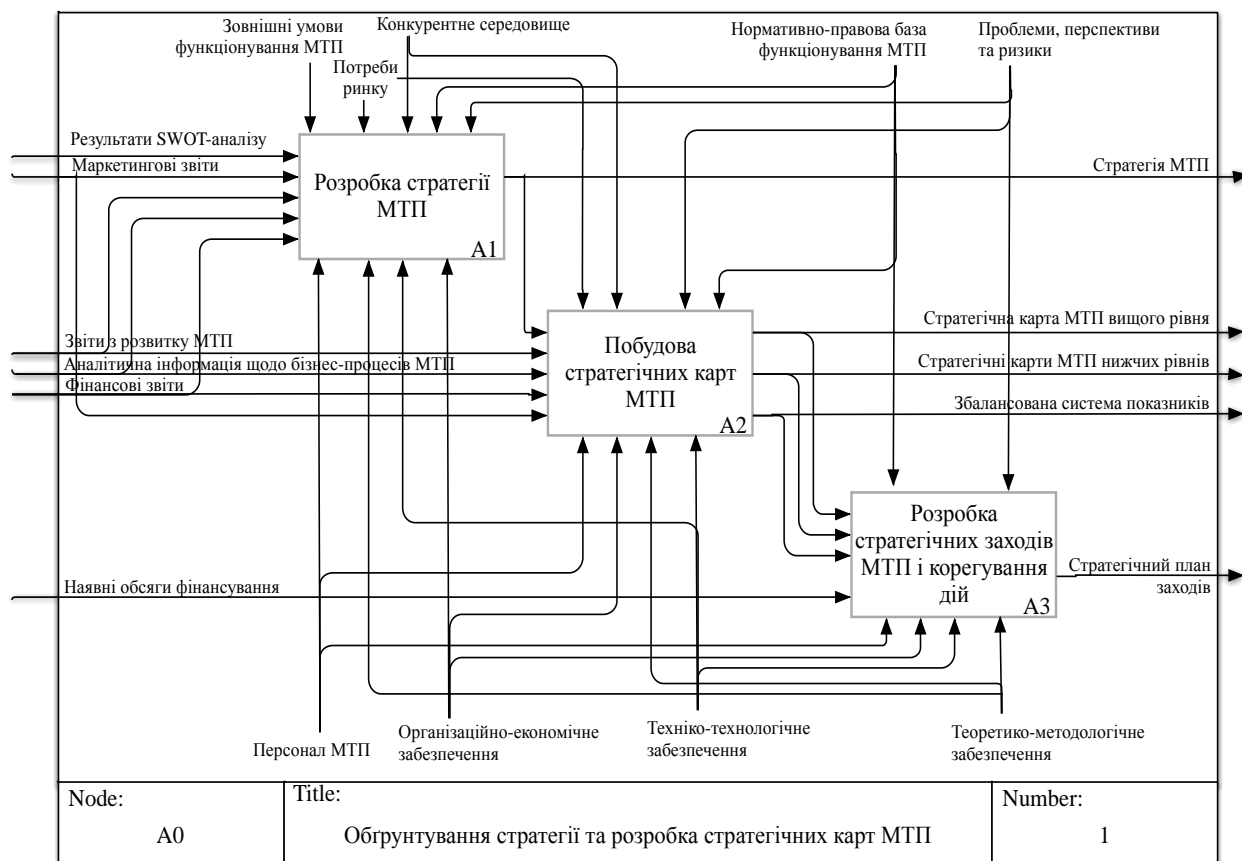 Зовнішні умови
функціонування МТП
Конкурентне середовище
Нормативно-правова база
функціонування МТП
Проблеми, перспективи
та ризики
Потреби
ринку
Результати SWOT-аналізу
Маркетингові звіти
Розробка стратегії
МТП
A1
Стратегія МТП
Звіти з розвитку МТП
Аналітична інформація щодо бізнес-процесів МТП
Фінансові звіти
Побудова
стратегічних карт
МТП
A2
Стратегічна карта МТП вищого рівня
Стратегічні карти МТП нижчих рівнів
Збалансована система показників
Наявні обсяги фінансування
Розробка
стратегічних заходів
МТП і корегування
дій
A3
Стратегічний план
заходів
Персонал МТП
Організаційно-економічне
забезпечення
Техніко-технологічне
забезпечення
Теоретико-методологічне
забезпечення
Node:
A0
Title:
Обґрунтування стратегії та розробка стратегічних карт МТП
Number:
1